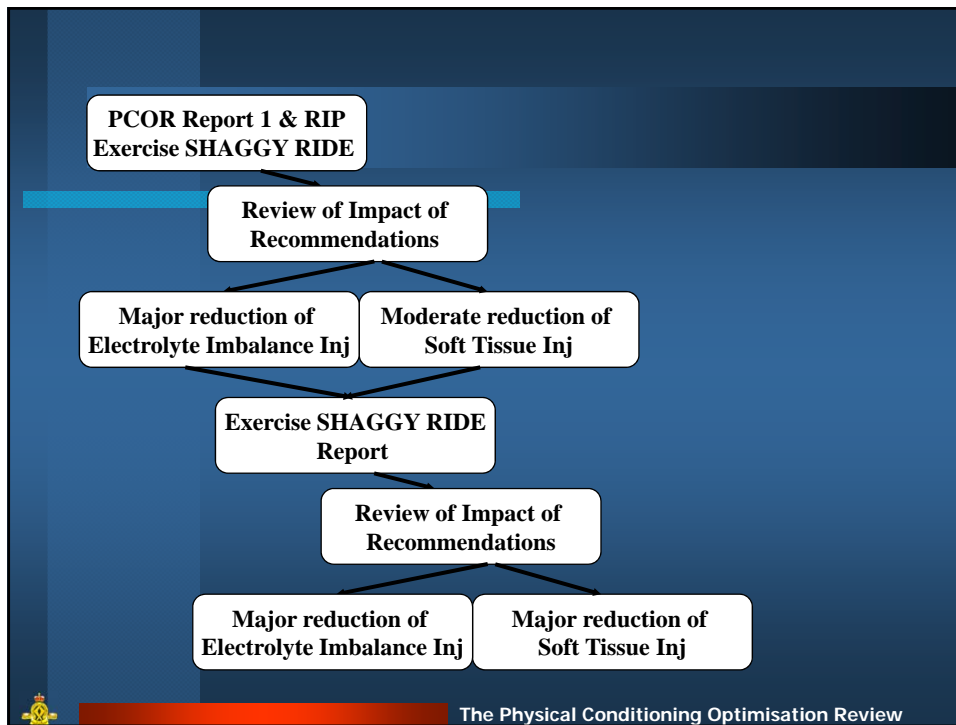 PCOR Report 1 & RIP
Exercise SHAGGY RIDE
Review of Impact of
Recommendations
Major reduction of
Electrolyte Imbalance Inj
Moderate reduction of
Soft Tissue Inj
Exercise SHAGGY RIDE
Report
Review of Impact of
Recommendations
Major reduction of
Electrolyte Imbalance Inj
Major reduction of
Soft Tissue Inj
The Physical Conditioning Optimisation Review